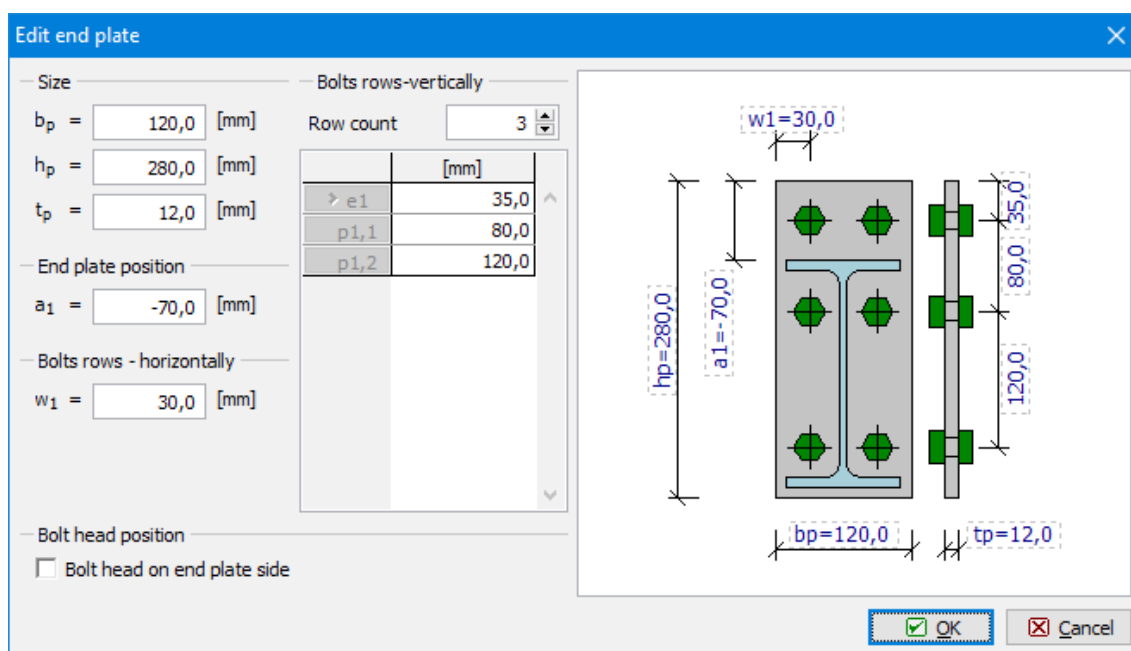 Edit end plate
Size
bp = 120,0 [mm]
hp = 280,0 [mm]
tp = 12,0 [mm]
End plate position
a1 = -70,0 [mm]
Bolts rows - horizontally
w1 = 30,0 [mm]
Bolts rows-vertically
Row count 3
[mm]
e1 35,0
p1,1 80,0
p1,2 120,0
Bolt head position
Bolt head on end plate side
w1=30,0
hp=280,0
a1=-70,0
35,0
80,0
120,0
bp=120,0
tp=12,0
OK
Cancel